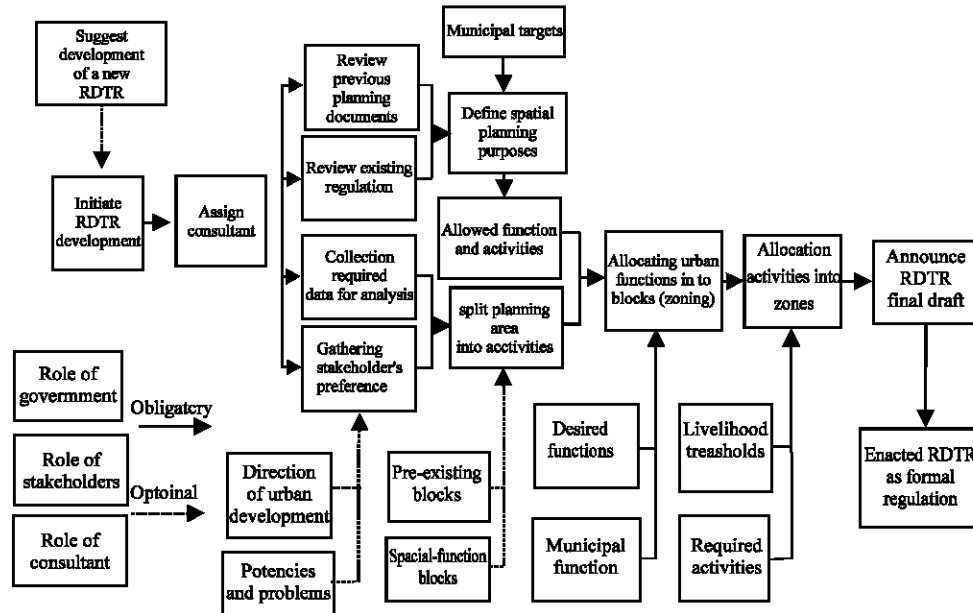 Suggest
development
of a new
RDTR
Initiate
RDTR
development
Assign
consultant
Review
previous
planning
documents
Review existing
regulation
Collection
required
data for analysis
Gathering
stakeholder's
preference
Municipal targets
Define spatial
planning
purposes
Allowed function
and activities
split planning
area
into acctivities
Allocating urban
functions in to
blocks (zoning)
Allocation
activities into
zones
Announce
RDTR
final draft
Enacted RDTR
as formal
regulation
Role of
government
Role of
stakeholders
Role of
consultant
Obligatcry
Optoinal
Direction
of urban
development
Potencies
and problems
Pre-existing
blocks
Spacial-function
blocks
Desired
functions
Municipal
function
Livelihood
treasholds
Required
activities